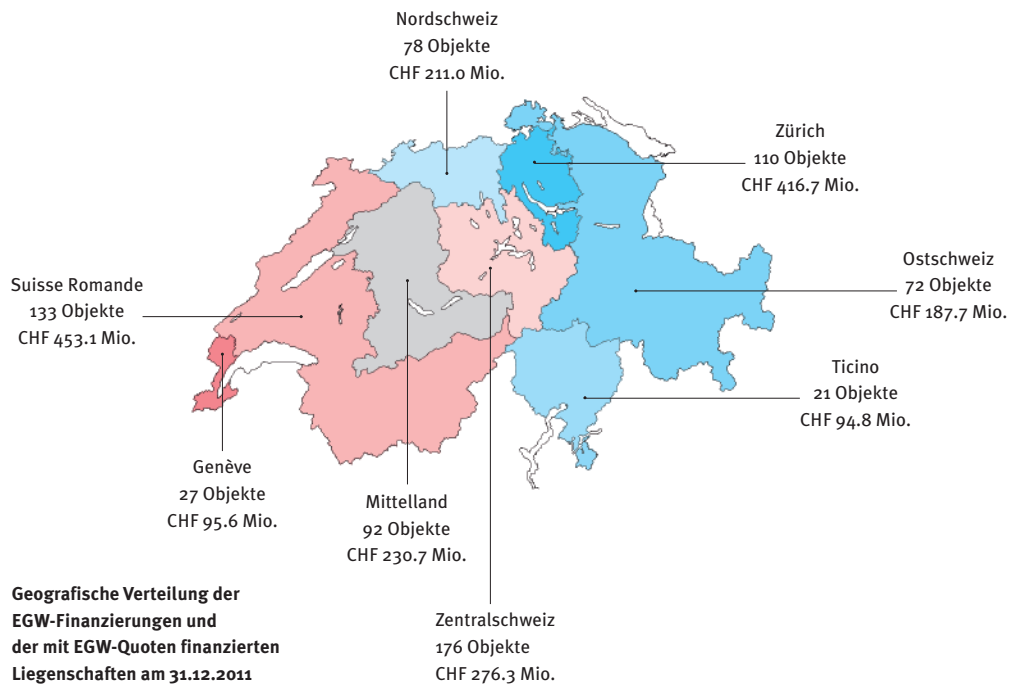 Nordschweiz
78 Objekte
CHF 211.0 Mio.
Zürich
110 Objekte
CHF 416.7 Mio.
Ostschweiz
72 Objekte
CHF 187.7 Mio.
Suisse Romande
133 Objekte
CHF 453.1 Mio.
Ticino
21 Objekte
CHF 94.8 Mio.
Genève
27 Objekte
CHF 95.6 Mio.
Mittelland
92 Objekte
CHF 230.7 Mio.
Zentralschweiz
176 Objekte
CHF 276.3 Mio.
Geografische Verteilung der
EGW-Finanzierungen und
der mit EGW-Quoten finanzierten
Liegenschaften am 31.12.2011